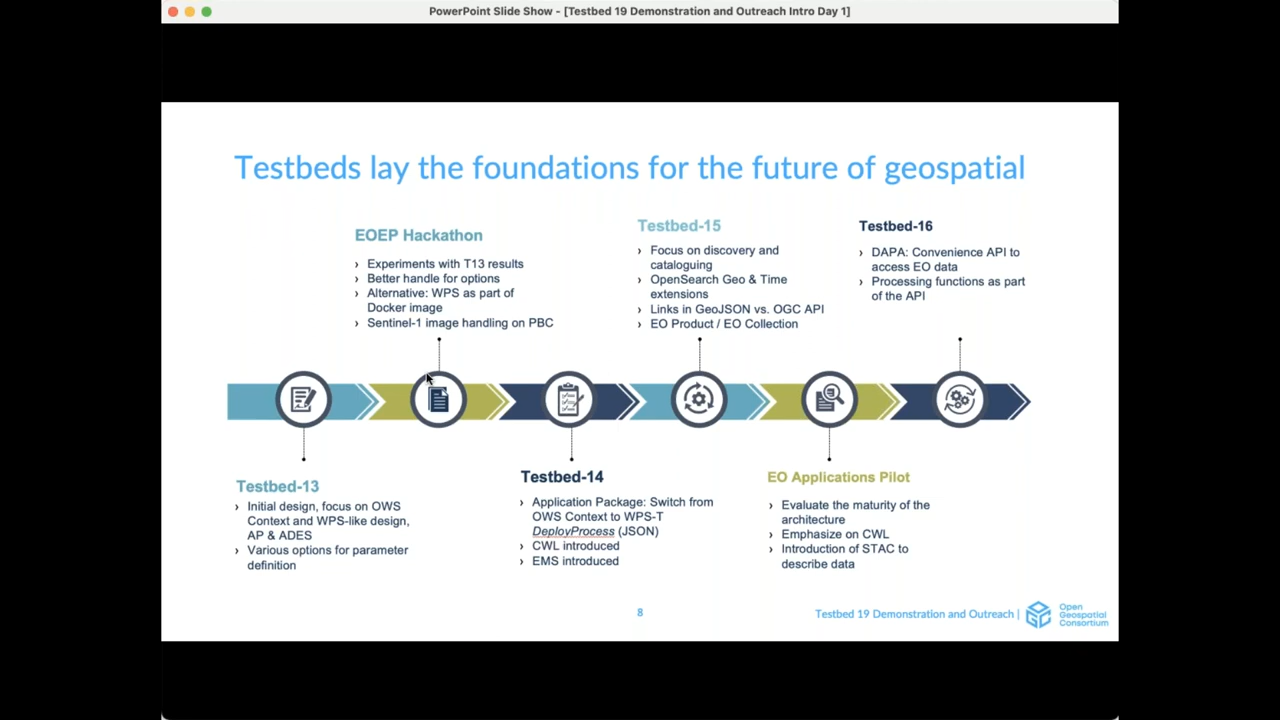 PowerPoint Slide Show - [Testbed 19 Demonstration and Outreach Intro Day 1]
Testbeds lay the foundations for the future of geospatial
EOEP Hackathon
› Experiments with T13 results
› Better handle for options
› Alternative: WPS as part of
Docker image
› Sentinel-1 image handling on PBC
Testbed-15
› Focus on discovery and
cataloguing
› OpenSearch Geo & Time
extensions
› Links in GeoJSON vs. OGC API
› EO Product / EO Collection
Testbed-16
› DAPA: Convenience API to
access EO data
› Processing functions as part
of the API
Testbed-13
› Initial design, focus on OWS
Context and WPS-like design,
AP & ADES
› Various options for parameter
definition
Testbed-14
› Application Package: Switch from
OWS Context to WPS-T
DeployProcess (JSON)
› CWL introduced
› EMS introduced
EO Applications Pilot
› Evaluate the maturity of the
architecture
› Emphasize on CWL
› Introduction of STAC to
describe data
8
Testbed 19 Demonstration and Outreach |
Open
Geospatial
Consortium